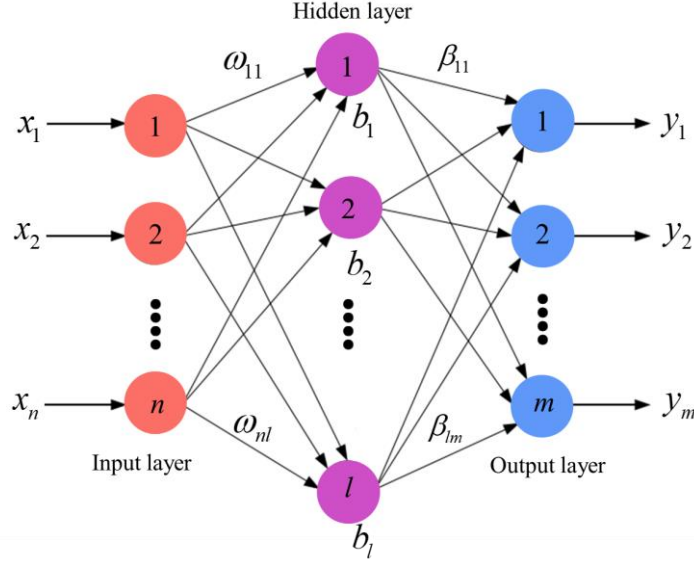 Hidden layer
ω11
β11
1
b1
x1
1
1
y1
x2
2
2
b2
2
y2
xn
n
ωnl
βlm
m
ym
Input layer
l
Output layer
bl